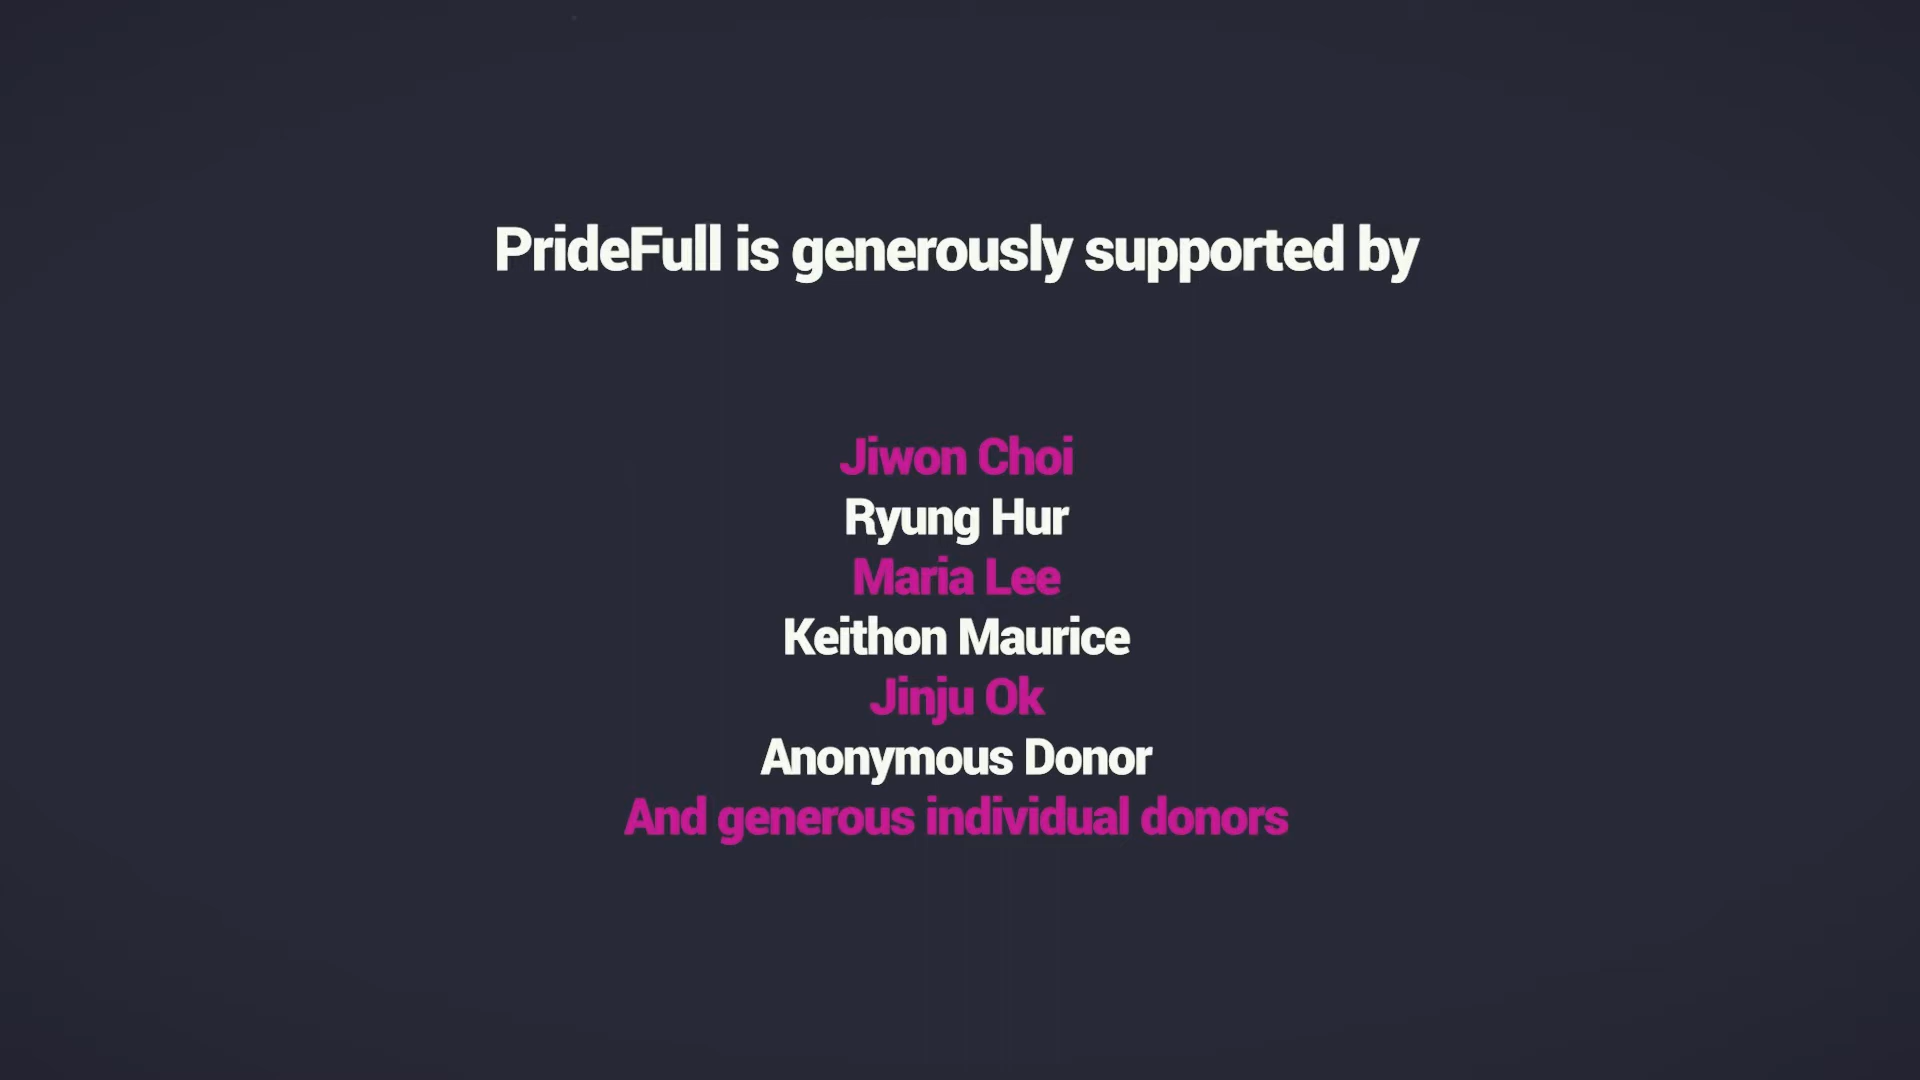 PrideFull is generously supported by
Jiwon Choi
Ryung Hur
Maria Lee
Keithon Maurice
Jinju Ok
Anonymous Donor
And generous individual donors